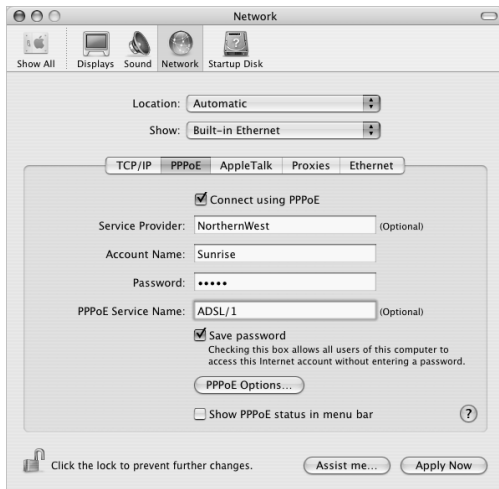 Network
Show All Displays Sound Network Startup Disk
Location: Automatic
Show: Built-in Ethernet
TCP/IP PPPoE AppleTalk Proxies Ethernet
Connect using PPPoE
Service Provider: NorthernWest (Optional)
Account Name: Sunrise
Password: •••••
PPPoE Service Name: ADSL/1 (Optional)
Save password
Checking this box allows all users of this computer to
access this Internet account without entering a password.
PPPoE Options...
Show PPPoE status in menu bar ?
Click the lock to prevent further changes. Assist me... Apply Now